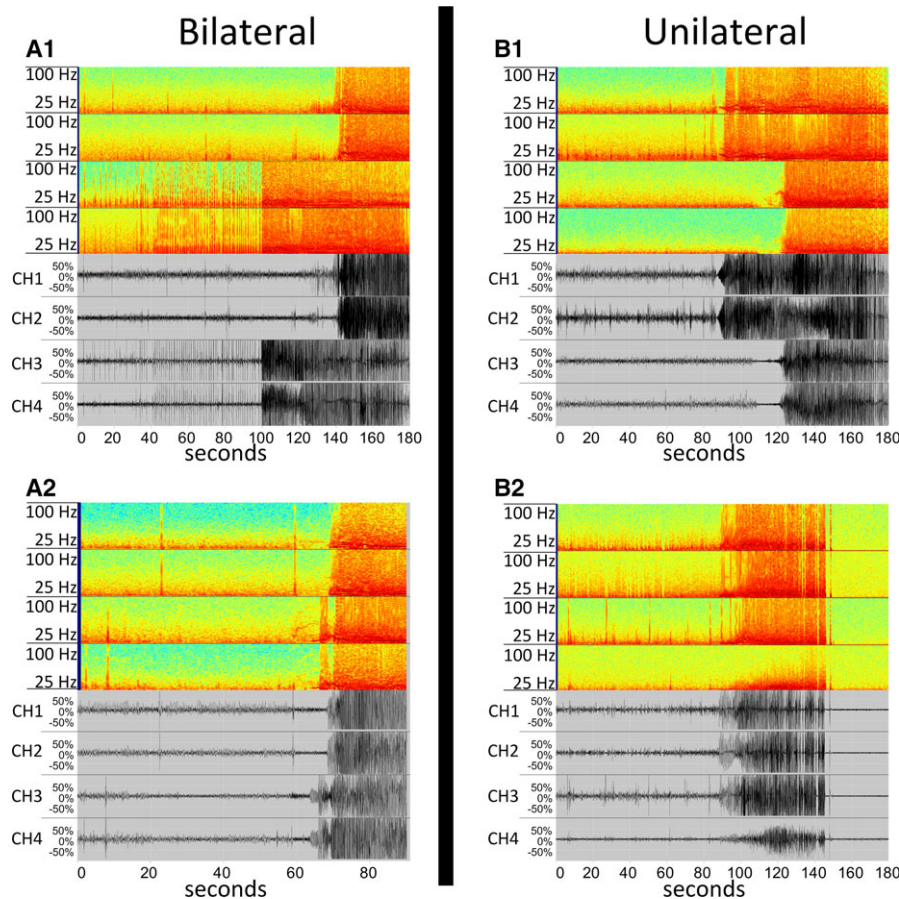 Bilateral
Unilateral
A1
100 Hz
25 Hz
100 Hz
25 Hz
100 Hz
25 Hz
100 Hz
25 Hz
CH1 50% 0% -50%
CH2 50% 0% -50%
CH3 50% 0% -50%
CH4 50% 0% -50%
0 20 40 60 80 100 120 140 160 180
seconds
B1
100 Hz
25 Hz
100 Hz
25 Hz
100 Hz
25 Hz
100 Hz
25 Hz
CH1 50% 0% -50%
CH2 50% 0% -50%
CH3 50% 0% -50%
CH4 50% 0% -50%
0 20 40 60 80 100 120 140 160 180
seconds
A2
100 Hz
25 Hz
100 Hz
25 Hz
100 Hz
25 Hz
100 Hz
25 Hz
CH1 50% 0% -50%
CH2 50% 0% -50%
CH3 50% 0% -50%
CH4 50% 0% -50%
0 20 40 60 80
seconds
B2
100 Hz
25 Hz
100 Hz
25 Hz
100 Hz
25 Hz
100 Hz
25 Hz
CH1 50% 0% -50%
CH2 50% 0% -50%
CH3 50% 0% -50%
CH4 50% 0% -50%
0 20 40 60 80 100 120 140 160 180
seconds